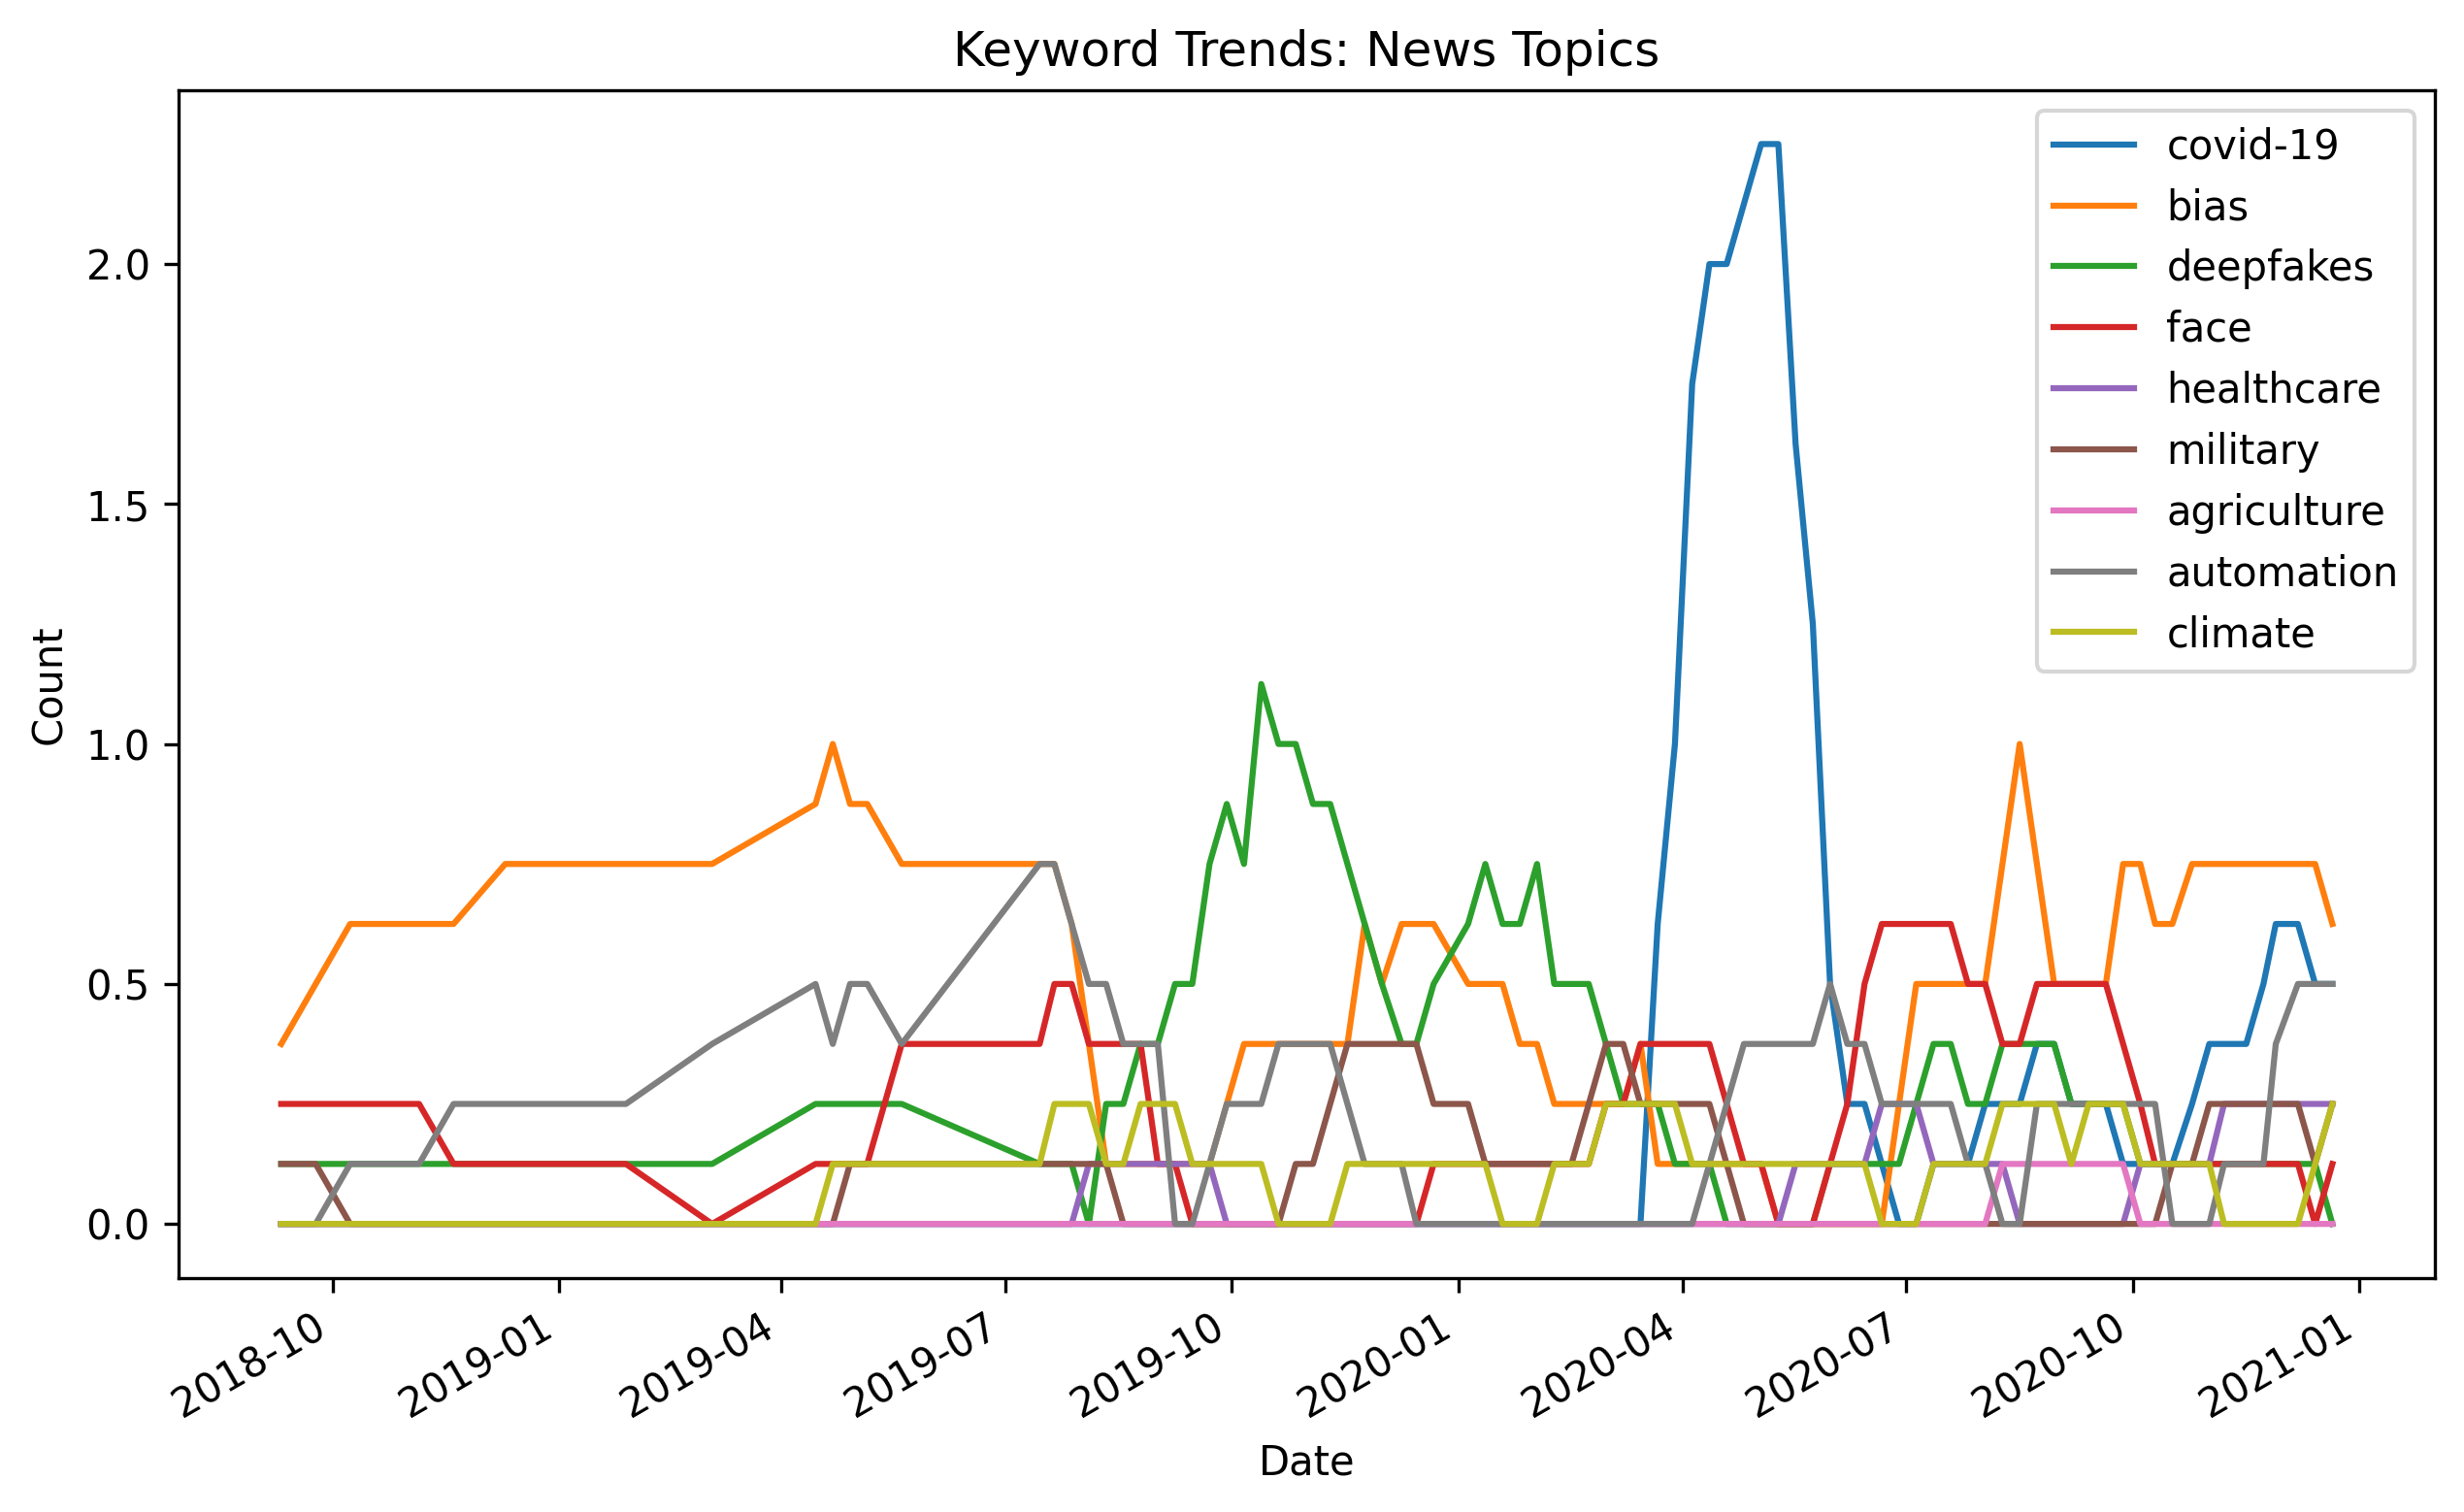 Keyword Trends: News Topics
covid-19
bias
deepfakes
face
healthcare
military
agriculture
automation
climate
2.0
1.5
1.0
0.5
0.0
Count
2018-10
2019-01
2019-04
2019-07
2019-10
2020-01
2020-04
2020-07
2020-10
2021-01
Date